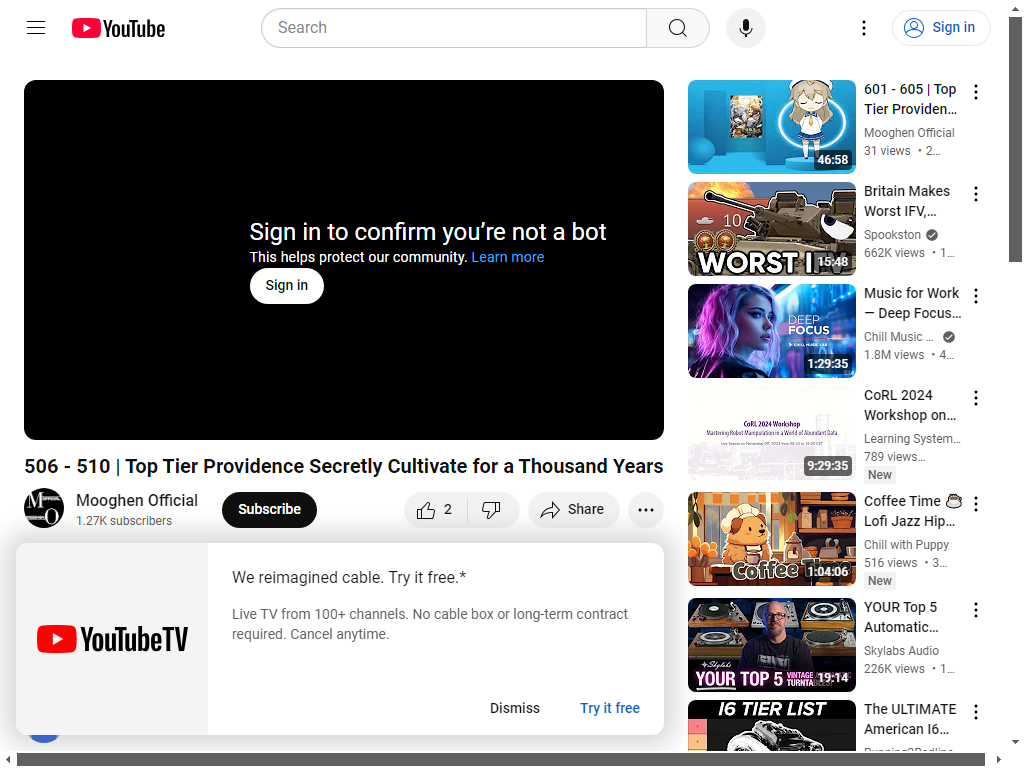 YouTube
Search
Sign in
Sign in to confirm you're not a bot
This helps protect our community. Learn more
Sign in
506 - 510 | Top Tier Providence Secretly Cultivate for a Thousand Years
Mooghen Official
1.27K subscribers
Subscribe
2
Share
We reimagined cable. Try it free.*
Live TV from 100+ channels. No cable box or long-term contract
required. Cancel anytime.
YouTubeTV
Dismiss
Try it free
46:58
601 - 605 | Top
Tier Providen...
Mooghen Official
31 views • 2...
10
WORST IFV
15:48
Britain Makes
Worst IFV,...
Spookston
662K views • 1...
DEEP
FOCUS
CHILL MUSIC LAB
1:29:35
Music for Work
— Deep Focus...
Chill Music ...
1.8M views • 4...
CoRL 2024 Workshop
Mastering Robot Manipulation in a World of Abundant Data
9:29:35
CoRL 2024
Workshop on...
Learning System...
789 views...
New
Coffee Time
1:04:06
Coffee Time
Lofi Jazz Hip...
Chill with Puppy
516 views • 3...
New
Skylabs
YOUR TOP 5 VINTAGE
19:14
YOUR Top 5
Automatic...
Skylabs Audio
226K views • 1...
I6 TIER LIST
The ULTIMATE
American I6...